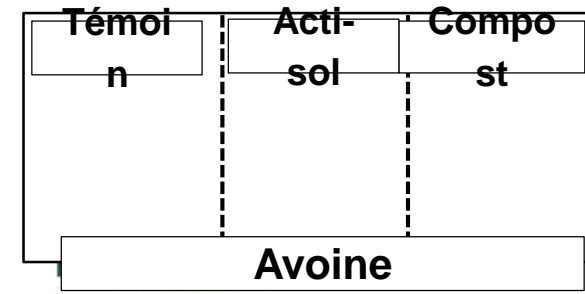 Témoi
n
Acti-
sol
Compo
st
Avoine